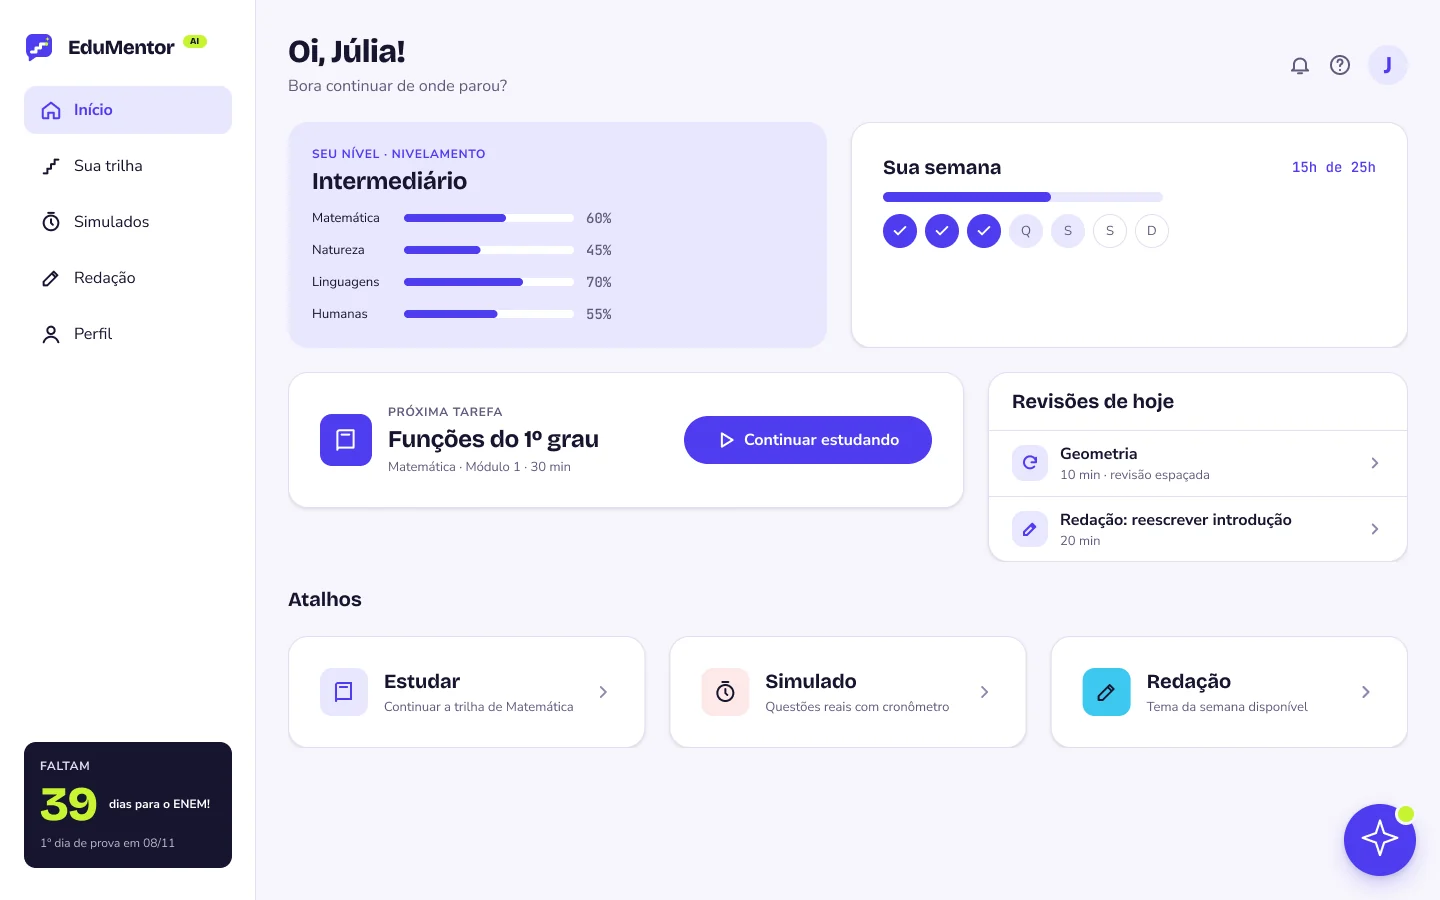 EduMentor AI
Início
Sua trilha
Simulados
Redação
Perfil
FALTAM
39 dias para o ENEM!
1º dia de prova em 08/11
Oi, Júlia!
Bora continuar de onde parou?
J
SEU NÍVEL · NIVELAMENTO
Intermediário
Matemática 60%
Natureza 45%
Linguagens 70%
Humanas 55%
Sua semana 15h de 25h
Q S S D
PRÓXIMA TAREFA
Funções do 1º grau
Matemática · Módulo 1 · 30 min
Continuar estudando
Revisões de hoje
Geometria
10 min · revisão espaçada
Redação: reescrever introdução
20 min
Atalhos
Estudar
Continuar a trilha de Matemática
Simulado
Questões reais com cronômetro
Redação
Tema da semana disponível